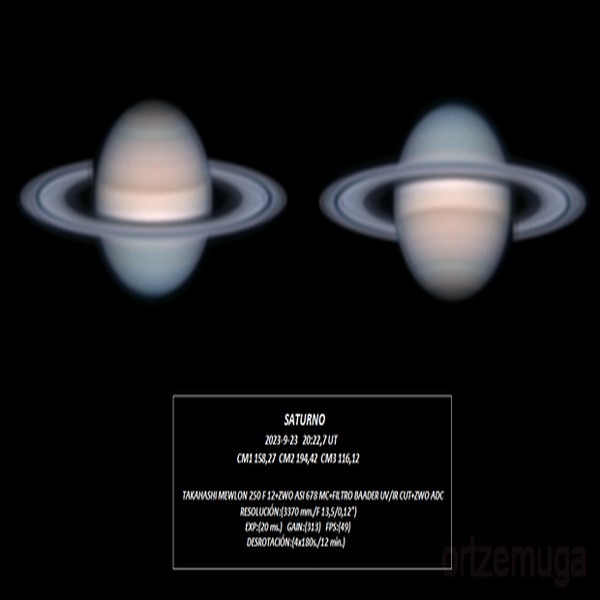 SATURNO
2023-9-23 20:22,7 UT
CM1 158,27 CM2 194,42 CM3 116,12
TAKAHASHI MEWLON 250 F 12+ZWO ASI 678 MC+FILTRO BAADER UV/IR CUT+ZWO ADC
RESOLUCIÓN:(3370 mm./F 13,5/0,12")
EXP:(20 ms.) GAIN:(313) FPS:(49)
DESROTACIÓN:(4x180s./12 min.)
ortzemuga